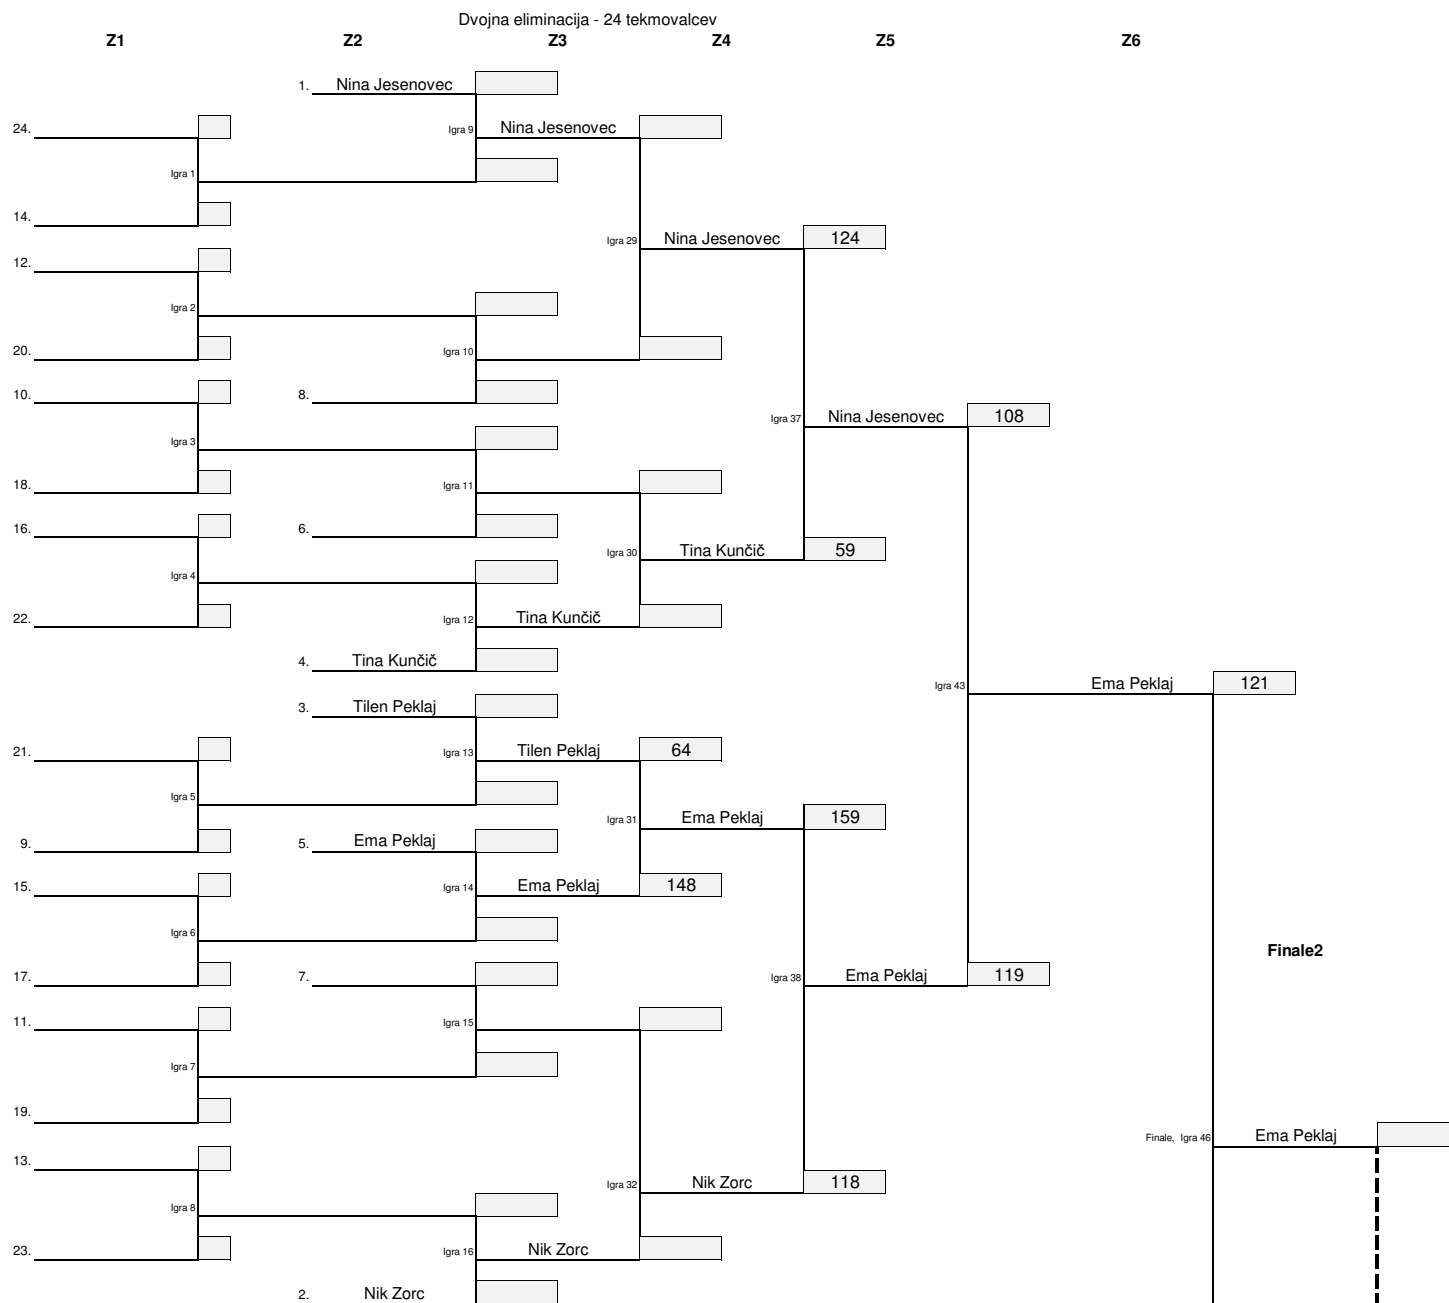 Dvojna eliminacija - 24 tekmovalcev
Z1 Z2 Z3 Z4 Z5 Z6
1. Nina Jesenovec
24. Igra 9 Nina Jesenovec
Igra 1
14.
Igra 29 Nina Jesenovec 124
12.
Igra 2
20. Igra 10
10. 8.
Igra 37 Nina Jesenovec 108
Igra 3
18. Igra 11
16. 6.
Igra 30 Tina Kunčič 59
Igra 4
22. Igra 12 Tina Kunčič
4. Tina Kunčič
Igra 43 Ema Peklaj 121
3. Tilen Peklaj
21. Igra 13 Tilen Peklaj 64
Igra 5
Igra 31 Ema Peklaj 159
9. 5. Ema Peklaj
15. Igra 14 Ema Peklaj 148
Igra 6
Finale2
17. 7. Igra 38 Ema Peklaj 119
11. Igra 15
Igra 7
19.
Finale, Igra 46 Ema Peklaj
13.
Igra 32 Nik Zorc 118
Igra 8
23. Igra 16 Nik Zorc
2. Nik Zorc